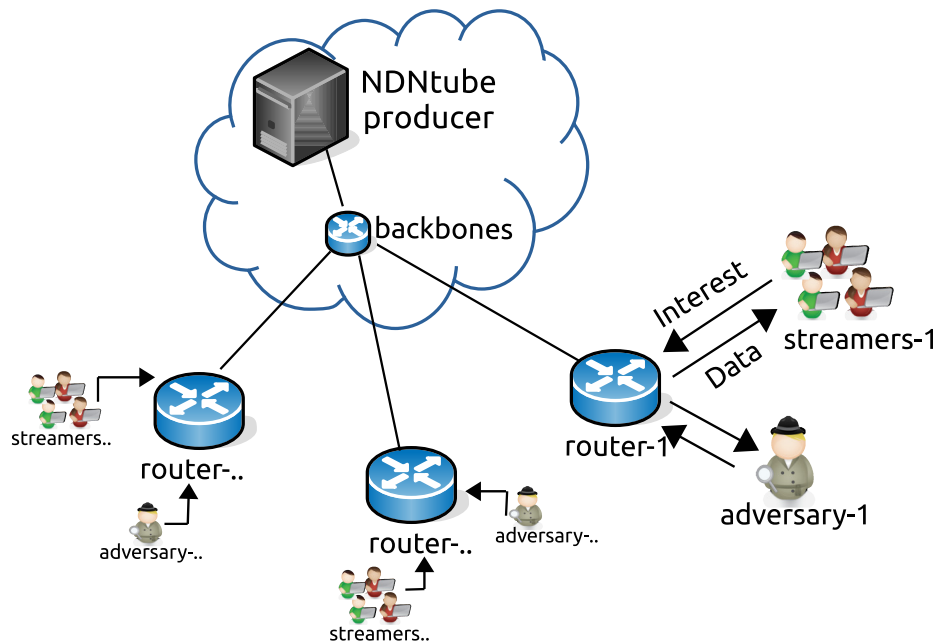 NDNtube
producer
backbones
Interest
Data
streamers-1
router-1
adversary-1
streamers..
router-..
adversary-..
router-..
adversary-..
streamers..